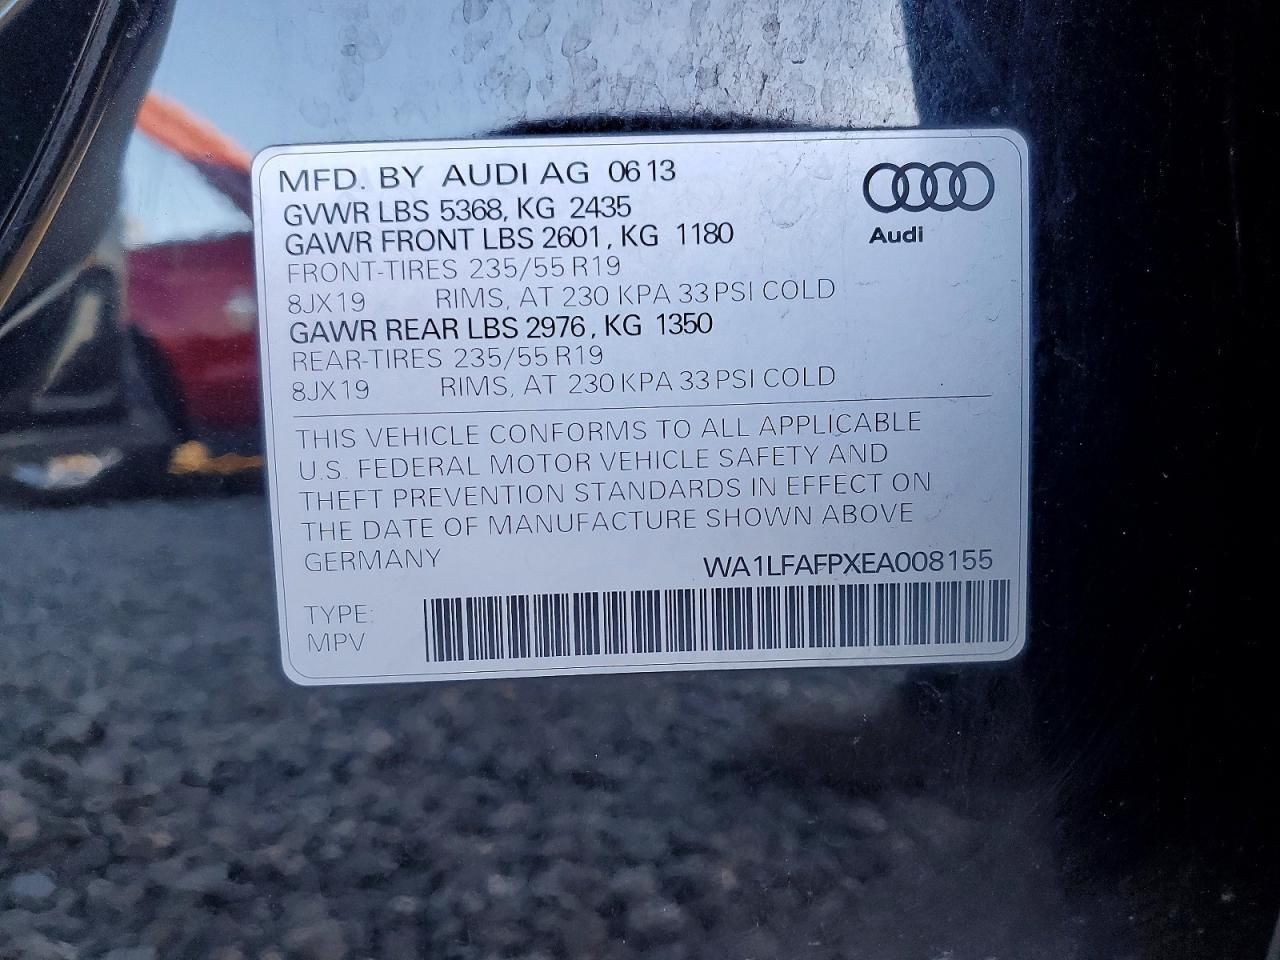 MFD. BY AUDI AG 0613
GVWR LBS 5368, KG 2435
GAWR FRONT LBS 2601, KG 1180
FRONT-TIRES 235/55 R19
8JX19 RIMS, AT 230 KPA 33 PSI COLD
GAWR REAR LBS 2976, KG 1350
REAR-TIRES 235/55 R19
8JX19 RIMS, AT 230 KPA 33 PSI COLD
Audi
THIS VEHICLE CONFORMS TO ALL APPLICABLE
U.S. FEDERAL MOTOR VEHICLE SAFETY AND
THEFT PREVENTION STANDARDS IN EFFECT ON
THE DATE OF MANUFACTURE SHOWN ABOVE
GERMANY WA1LFAFPXEA008155
TYPE:
MPV